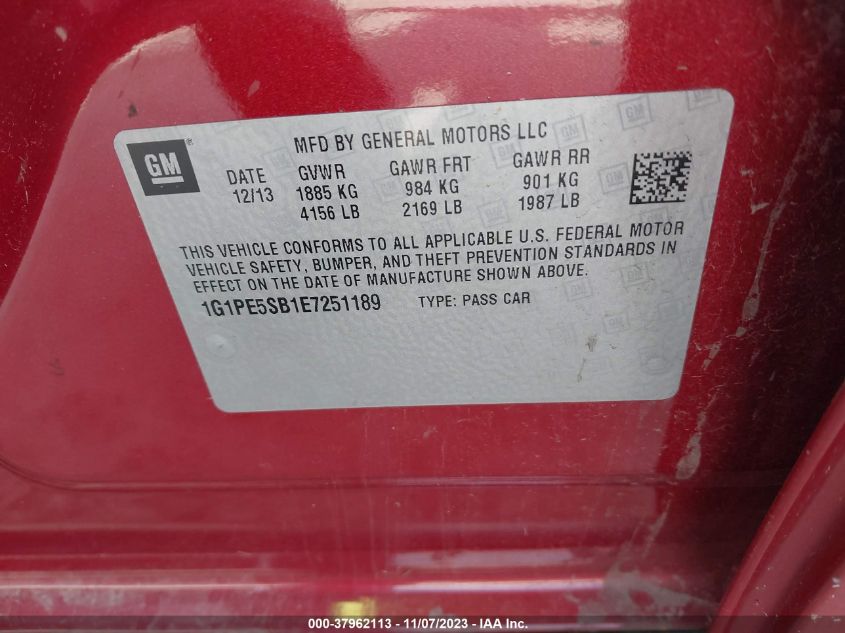 GM
MFD BY GENERAL MOTORS LLC
DATE GVWR GAWR FRT GAWR RR
12/13 1885 KG 984 KG 901 KG
4156 LB 2169 LB 1987 LB
THIS VEHICLE CONFORMS TO ALL APPLICABLE U.S. FEDERAL MOTOR
VEHICLE SAFETY, BUMPER, AND THEFT PREVENTION STANDARDS IN
EFFECT ON THE DATE OF MANUFACTURE SHOWN ABOVE.
1G1PE5SB1E7251189 TYPE: PASS CAR
000-37962113 - 11/07/2023 - IAA Inc.